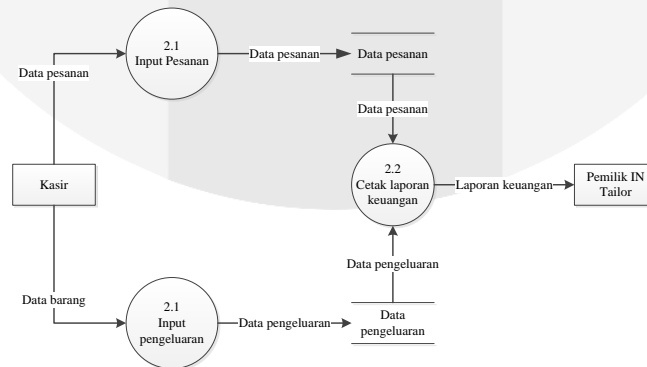 2.1
Input Pesanan
Data pesanan
Data pesanan
Data pesanan
Data pesanan
Kasir
2.2
Cetak laporan
keuangan
Laporan keuangan
Pemilik IN
Tailor
Data pengeluaran
Data barang
2.1
Input
pengeluaran
Data pengeluaran
Data
pengeluaran